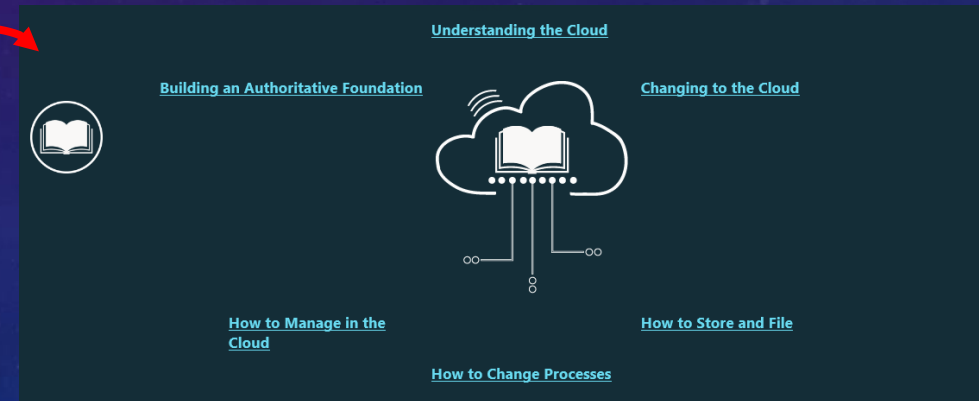 Understanding the Cloud
Building an Authoritative Foundation
Changing to the Cloud
How to Manage in the
Cloud
How to Store and File
How to Change Processes